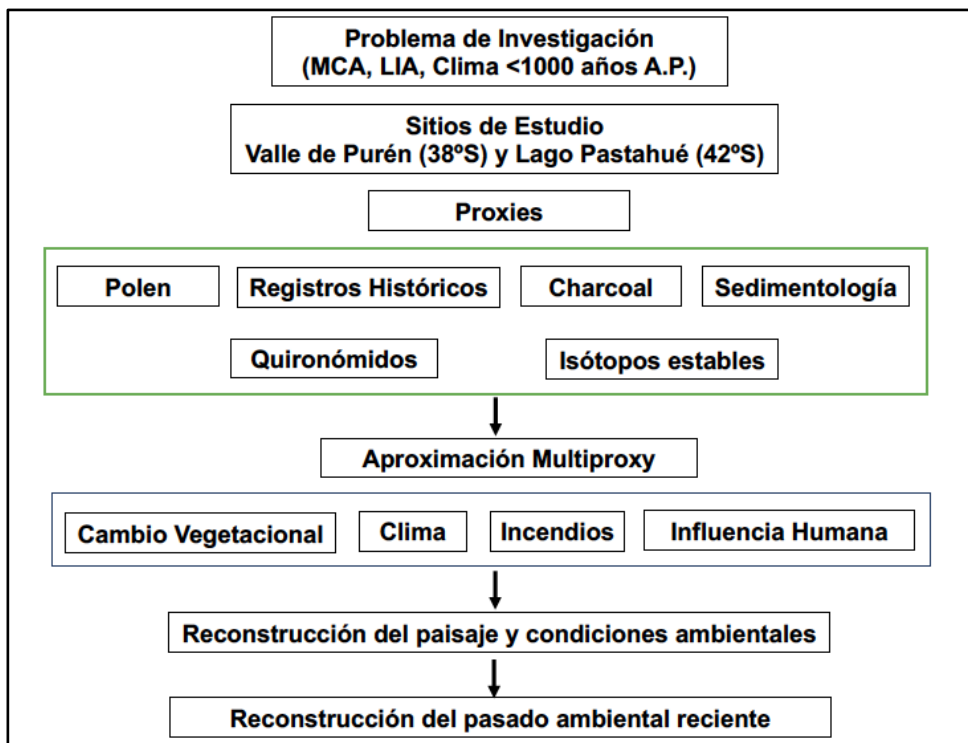 Problema de Investigación
(MCA, LIA, Clima <1000 años A.P.)
Sitios de Estudio
Valle de Purén (38ºS) y Lago Pastahué (42ºS)
Proxies
Polen
Registros Históricos
Charcoal
Sedimentología
Quironómidos
Isótopos estables
Aproximación Multiproxy
Cambio Vegetacional
Clima
Incendios
Influencia Humana
Reconstrucción del paisaje y condiciones ambientales
Reconstrucción del pasado ambiental reciente